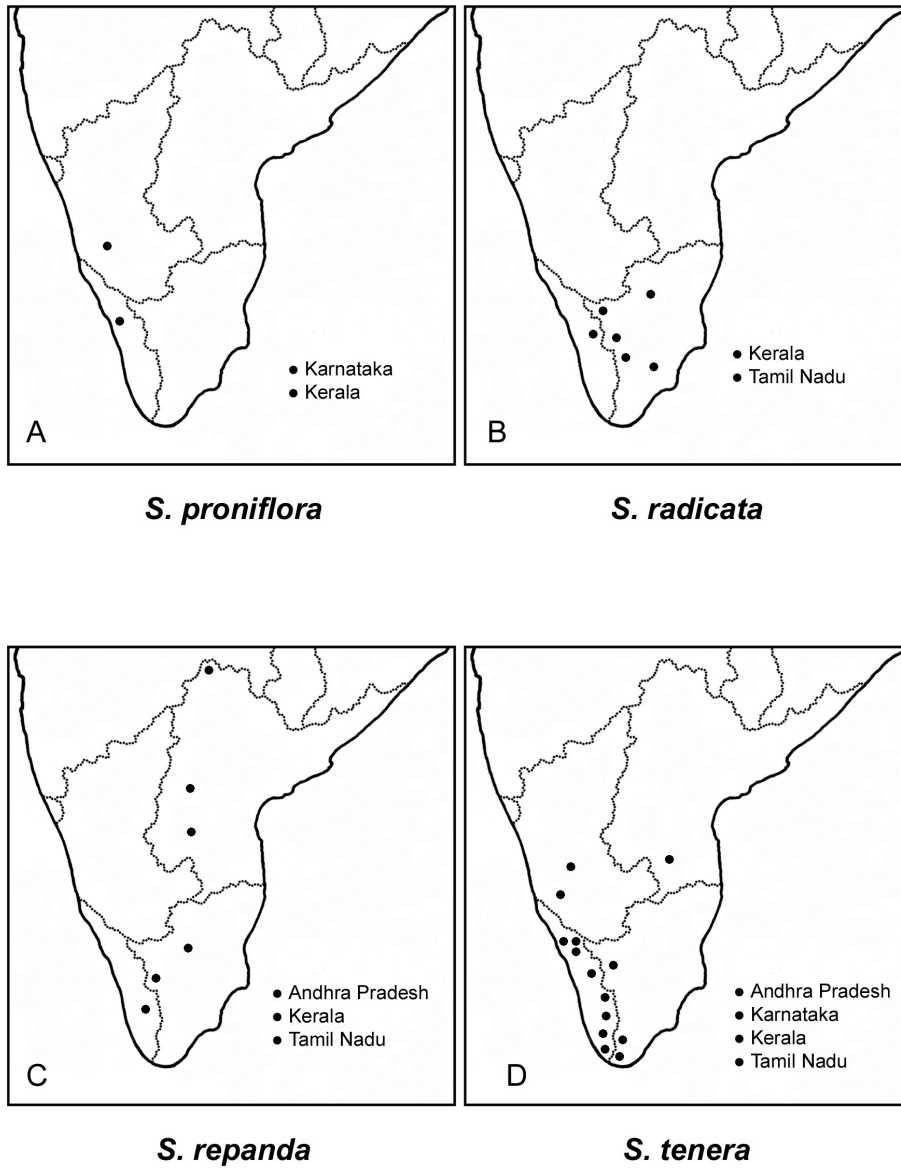 Karnataka
Kerala
A
S. proniflora
Kerala
Tamil Nadu
B
S. radicata
Andhra Pradesh
Kerala
Tamil Nadu
C
S. repanda
Andhra Pradesh
Karnataka
Kerala
Tamil Nadu
D
S. tenera